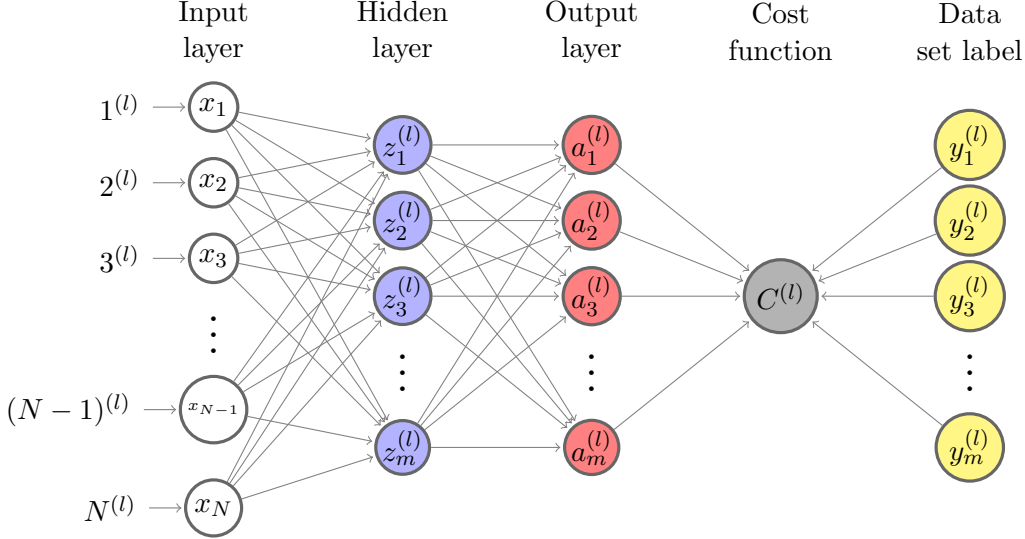 Input layer
Hidden layer
Output layer
Cost function
Data set label
1^{(l)}
x_1
2^{(l)}
x_2
3^{(l)}
x_3
⋮
(N − 1)^{(l)}
x_{N−1}
N^{(l)}
x_N
z_1^{(l)}
z_2^{(l)}
z_3^{(l)}
⋮
z_m^{(l)}
a_1^{(l)}
a_2^{(l)}
a_3^{(l)}
⋮
a_m^{(l)}
C^{(l)}
y_1^{(l)}
y_2^{(l)}
y_3^{(l)}
⋮
y_m^{(l)}